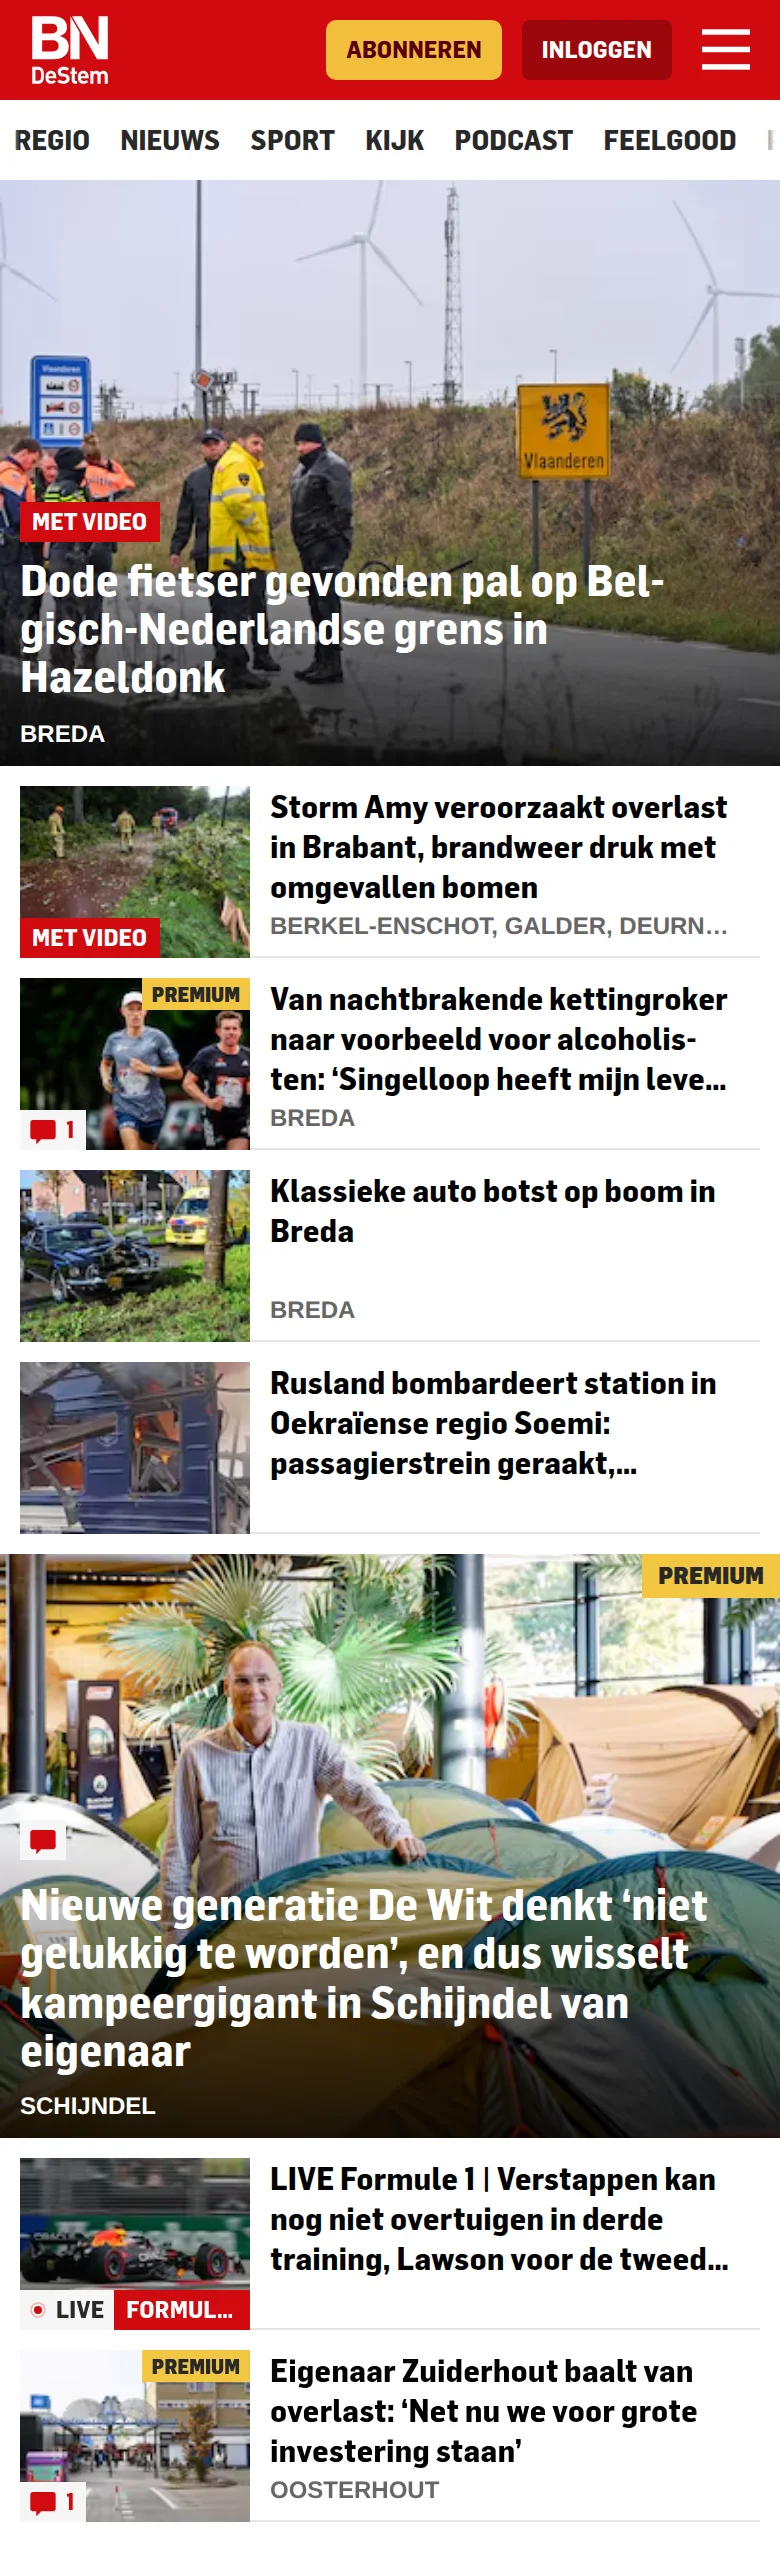 BN
DeStem
ABONNEREN
INLOGGEN
REGIO NIEUWS SPORT KIJK PODCAST FEELGOOD
Vlaanderen
Vlaanderen
MET VIDEO
Dode fietser gevonden pal op Bel-
gisch-Nederlandse grens in
Hazeldonk
BREDA
Storm Amy veroorzaakt overlast
in Brabant, brandweer druk met
omgevallen bomen
BERKEL-ENSCHOT, GALDER, DEURN…
MET VIDEO
PREMIUM
Van nachtbrakende kettingroker
naar voorbeeld voor alcoholis-
ten: ‘Singelloop heeft mijn leve...
BREDA
1
Klassieke auto botst op boom in
Breda
BREDA
Rusland bombardeert station in
Oekraïense regio Soemi:
passagierstrein geraakt,...
PREMIUM
Nieuwe generatie De Wit denkt ‘niet
gelukkig te worden’, en dus wisselt
kampeergigant in Schijndel van
eigenaar
SCHIJNDEL
LIVE Formule 1 | Verstappen kan
nog niet overtuigen in derde
training, Lawson voor de tweed...
LIVE
FORMUL...
PREMIUM
Eigenaar Zuiderhout baalt van
overlast: ‘Net nu we voor grote
investering staan’
OOSTERHOUT
1